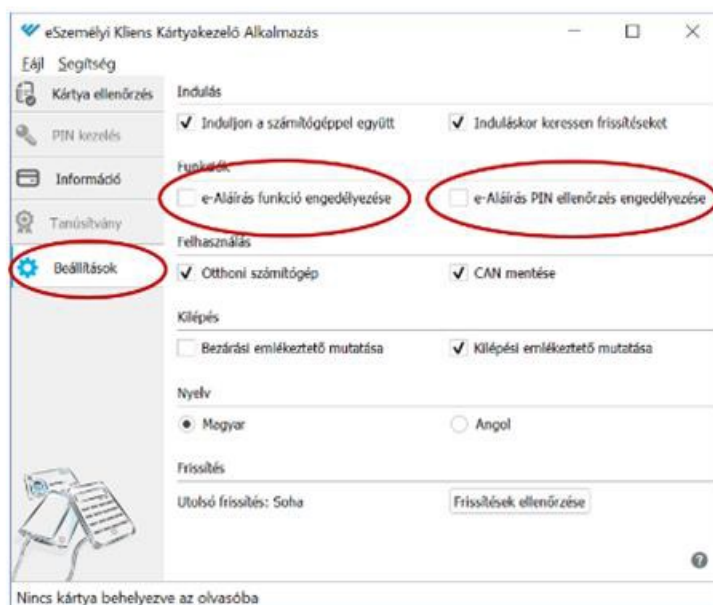 eSzemélyi Kliens Kártyakezelő Alkalmazás
Fájl Segítség
Kártya ellenőrzés
PIN kezelés
Információ
Tanúsítvány
Beállítások
Indulás
Induljon a számítógéppel együtt
Induláskor keressen frissítéseket
Funkciók
e-Aláírás funkció engedélyezése
e-Aláírás PIN ellenőrzés engedélyezése
Felhasználás
Otthoni számítógép
CAN mentése
Kilépés
Bezárási emlékeztető mutatása
Kilépési emlékeztető mutatása
Nyelv
Magyar
Angol
Frissítés
Utolsó frissítés: Soha
Frissítések ellenőrzése
Nincs kártya behelyezve az olvasóba